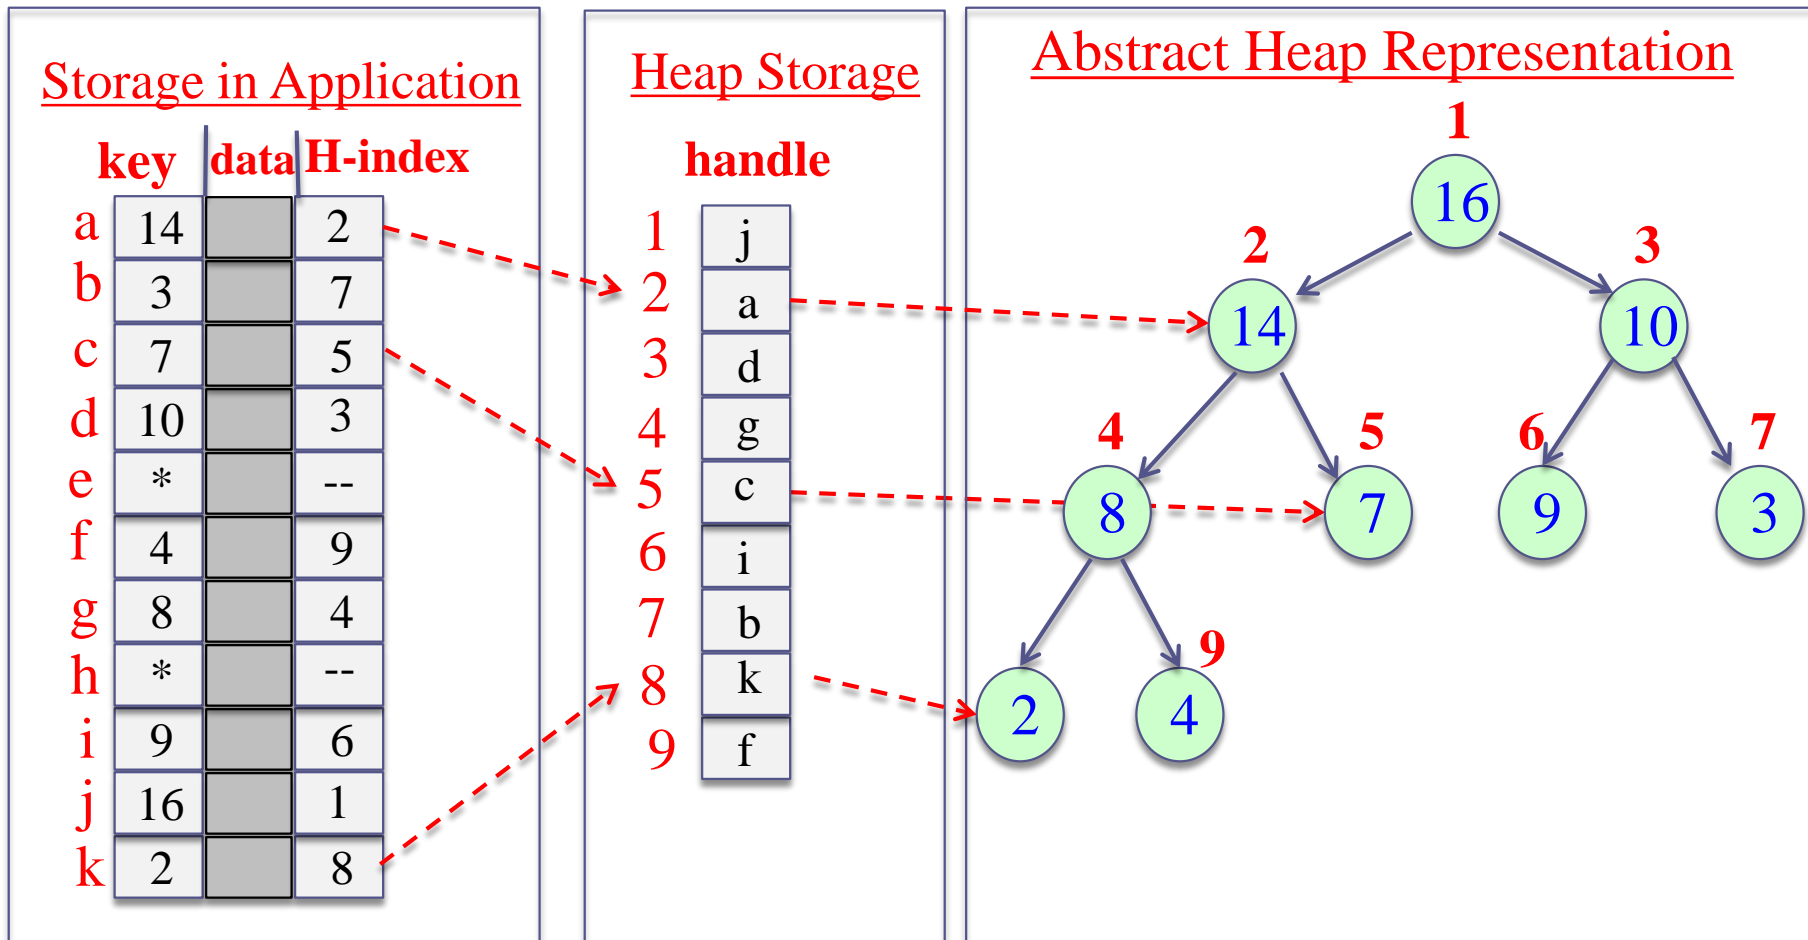 Storage in Application
key data H-index
a 14 2
b 3 7
c 7 5
d 10 3
e * --
f 4 9
g 8 4
h * --
i 9 6
j 16 1
k 2 8
Heap Storage
handle
1 j
2 a
3 d
4 g
5 c
6 i
7 b
8 k
9 f
Abstract Heap Representation
1
16
2 3
14 10
4 5 6 7
8 7 9 3
9
2 4